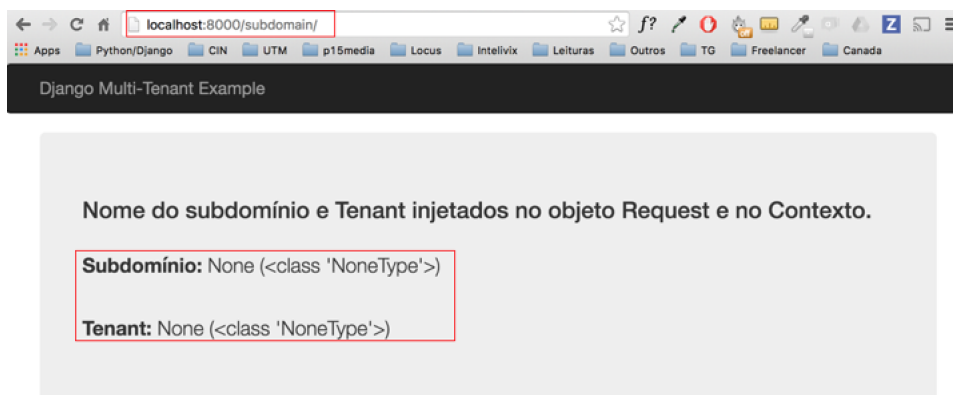 localhost:8000/subdomain/
f?
Off
Z
Apps Python/Django CIN UTM p15media Locus Intelivix Leituras Outros TG Freelancer Canada
Django Multi-Tenant Example
Nome do subdomínio e Tenant injetados no objeto Request e no Contexto.
Subdomínio: None (<class 'NoneType'>)
Tenant: None (<class 'NoneType'>)